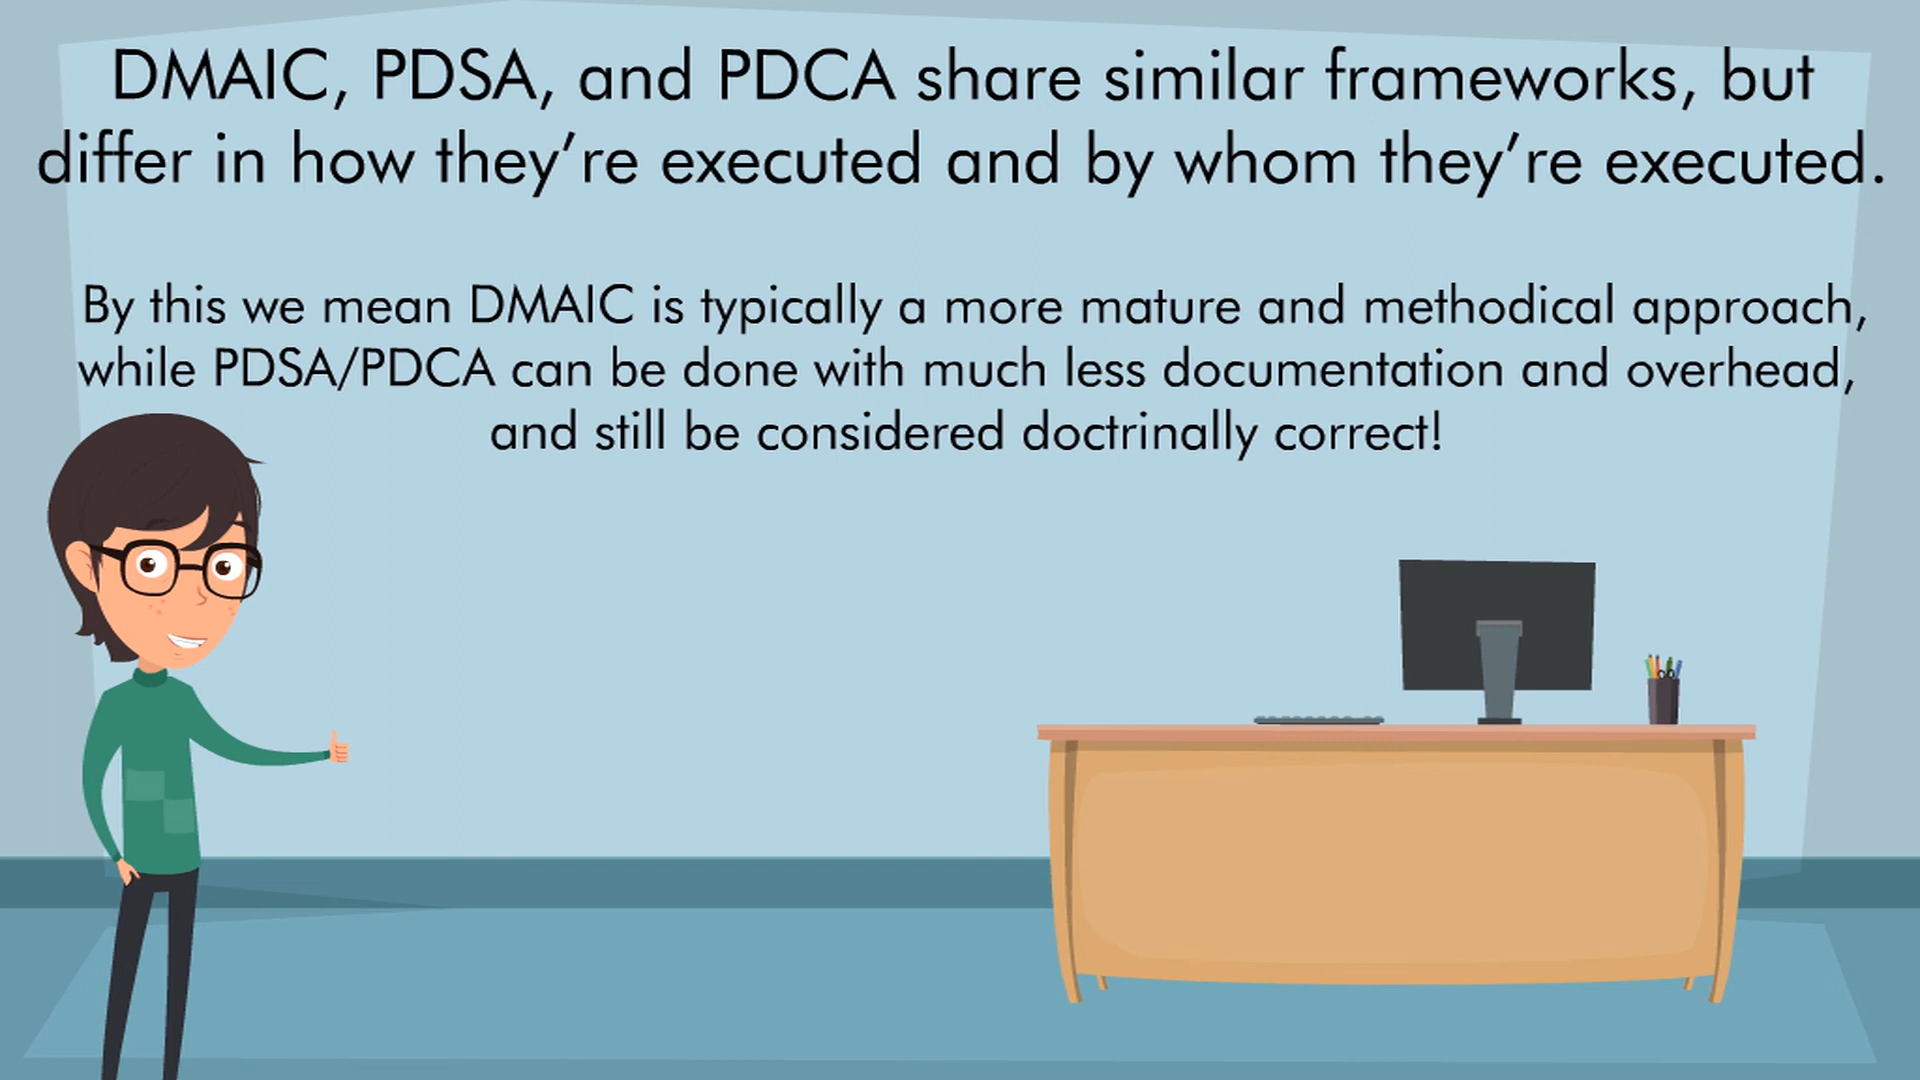 DMAIC, PDSA, and PDCA share similar frameworks, but
differ in how they’re executed and by whom they’re executed.
By this we mean DMAIC is typically a more mature and methodical approach,
while PDSA/PDCA can be done with much less documentation and overhead,
and still be considered doctrinally correct!